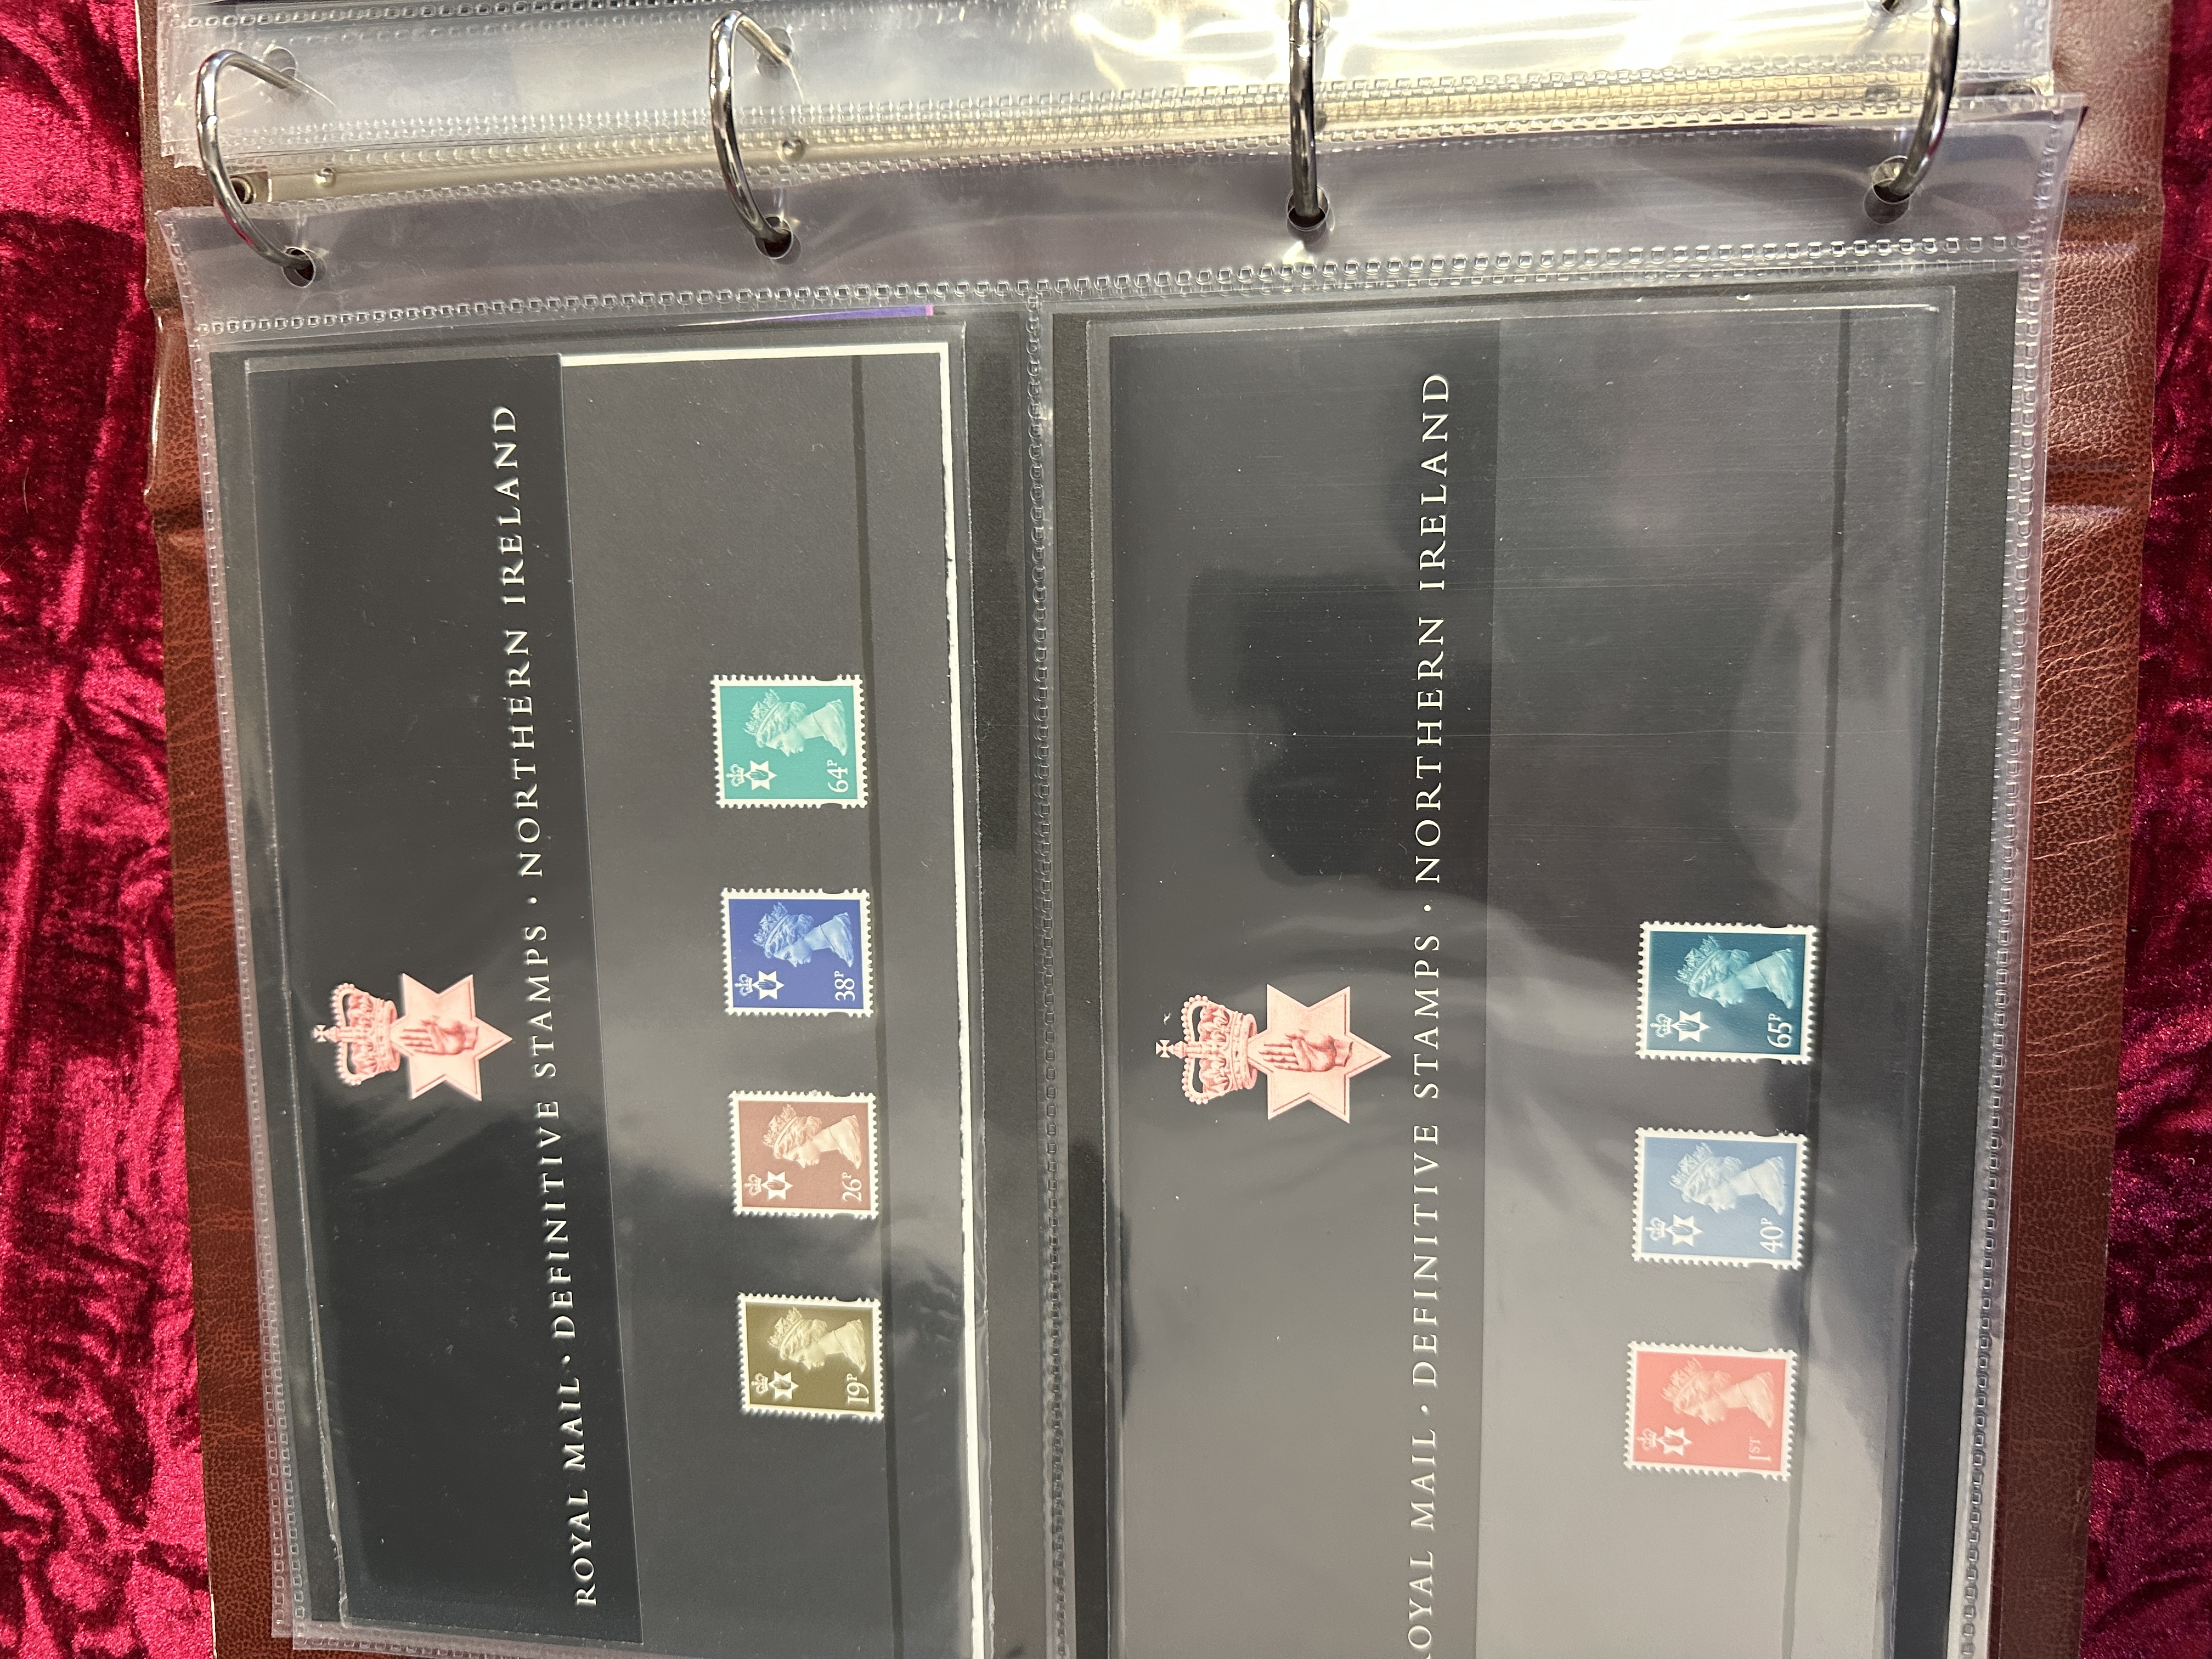 ROYAL MAIL · DEFINITIVE STAMPS · NORTHERN IRELAND
19P
26P
38P
64P
ROYAL MAIL · DEFINITIVE STAMPS · NORTHERN IRELAND
1ST
40P
65P